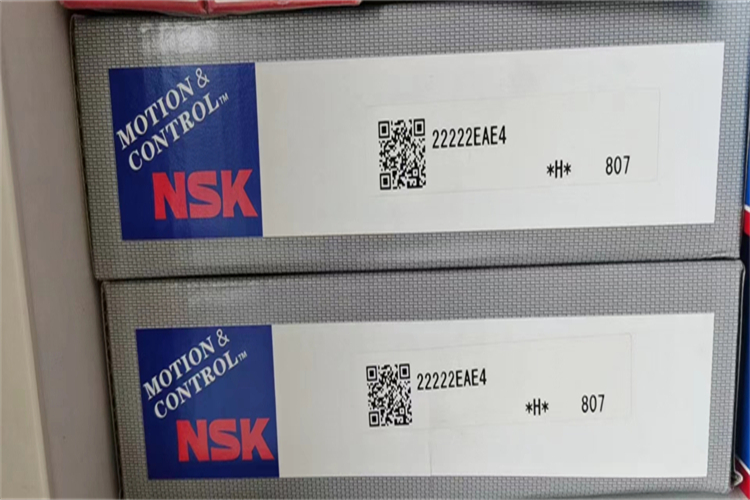 MOTION &
CONTROL™
NSK
22222EAE4
*H* 807
MOTION &
CONTROL™
NSK
22222EAE4
*H* 807